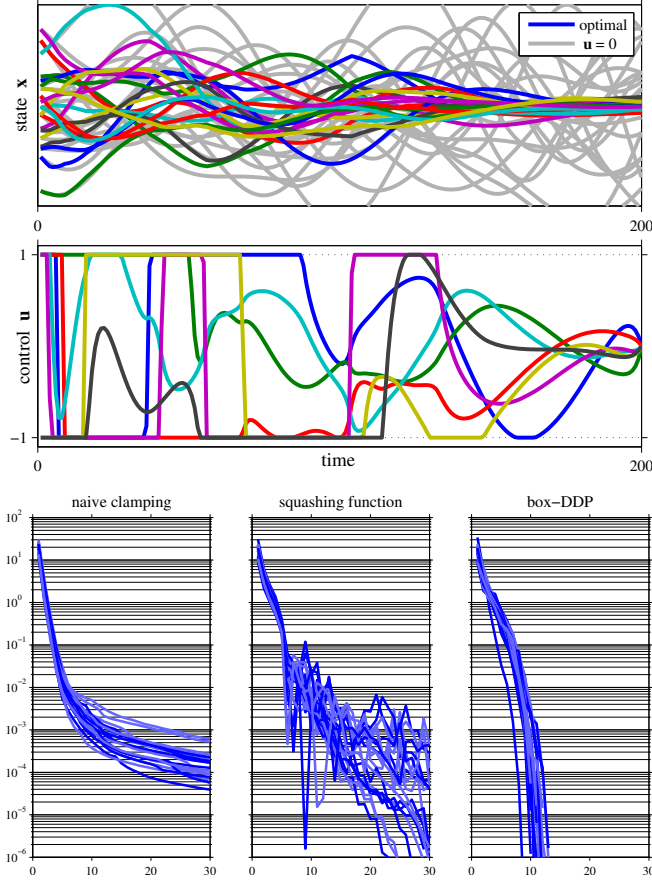 optimal
u = 0
state x
0
200
1
control u
−1
0
time
200
naive clamping
squashing function
box−DDP
10²
10¹
10⁰
10⁻¹
10⁻²
10⁻³
10⁻⁴
10⁻⁵
10⁻⁶
0 10 20 30
0 10 20 30
0 10 20 30